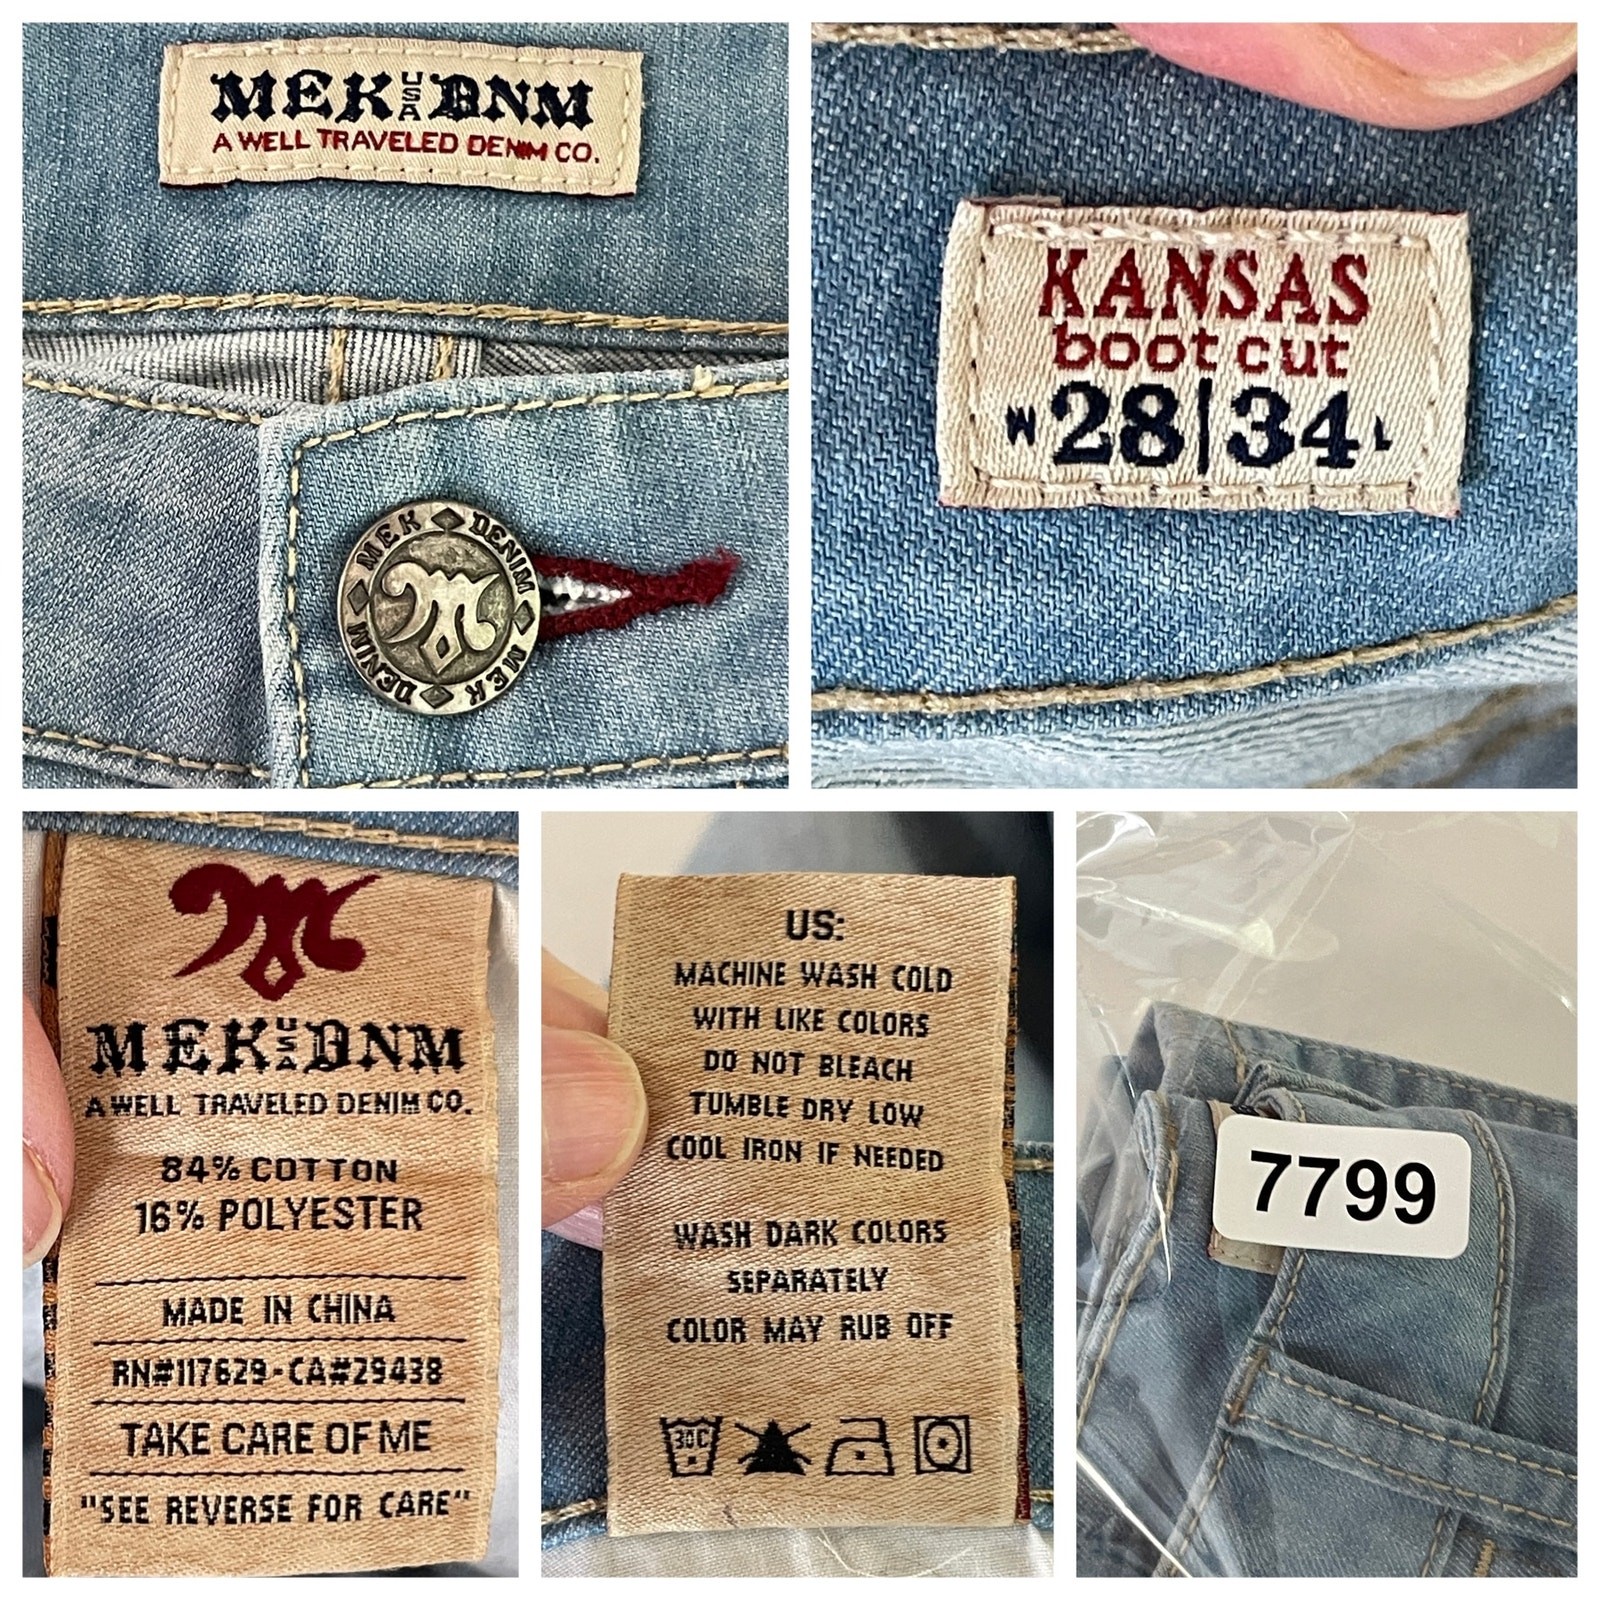 MEK USA DNM
A WELL TRAVELED DENIM CO.
MEK DENIM MEK DENIM
KANSAS
boot cut
W 28|34 L
MEK USA DNM
A WELL TRAVELED DENIM CO.
84% COTTON
16% POLYESTER
MADE IN CHINA
RN#117629-CA#29438
TAKE CARE OF ME
"SEE REVERSE FOR CARE"
US:
MACHINE WASH COLD
WITH LIKE COLORS
DO NOT BLEACH
TUMBLE DRY LOW
COOL IRON IF NEEDED
WASH DARK COLORS
SEPARATELY
COLOR MAY RUB OFF
30C
7799